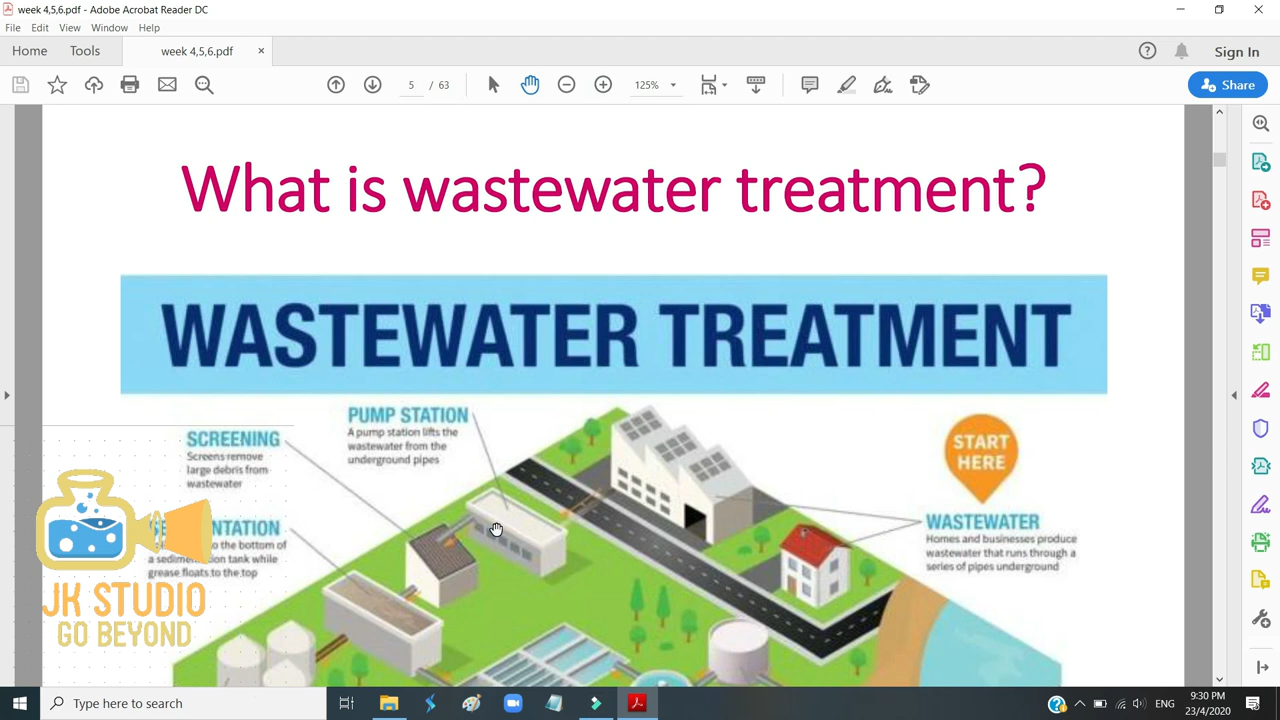 week 4,5,6.pdf - Adobe Acrobat Reader DC
File Edit View Window Help
Home Tools week 4,5,6.pdf × Sign In
5 / 63 125% Share
What is wastewater treatment?
WASTEWATER TREATMENT
PUMP STATION
A pump station lifts the
wastewater from the
underground pipes
SCREENING
Screens remove
large debris from
wastewater
START
HERE
WASTEWATER
Homes and businesses produce
wastewater that runs through a
series of pipes underground
NTATION
to the bottom of
a sedimentation tank while
grease floats to the top
JK STUDIO
GO BEYOND
Type here to search
ENG
9:30 PM
23/4/2020